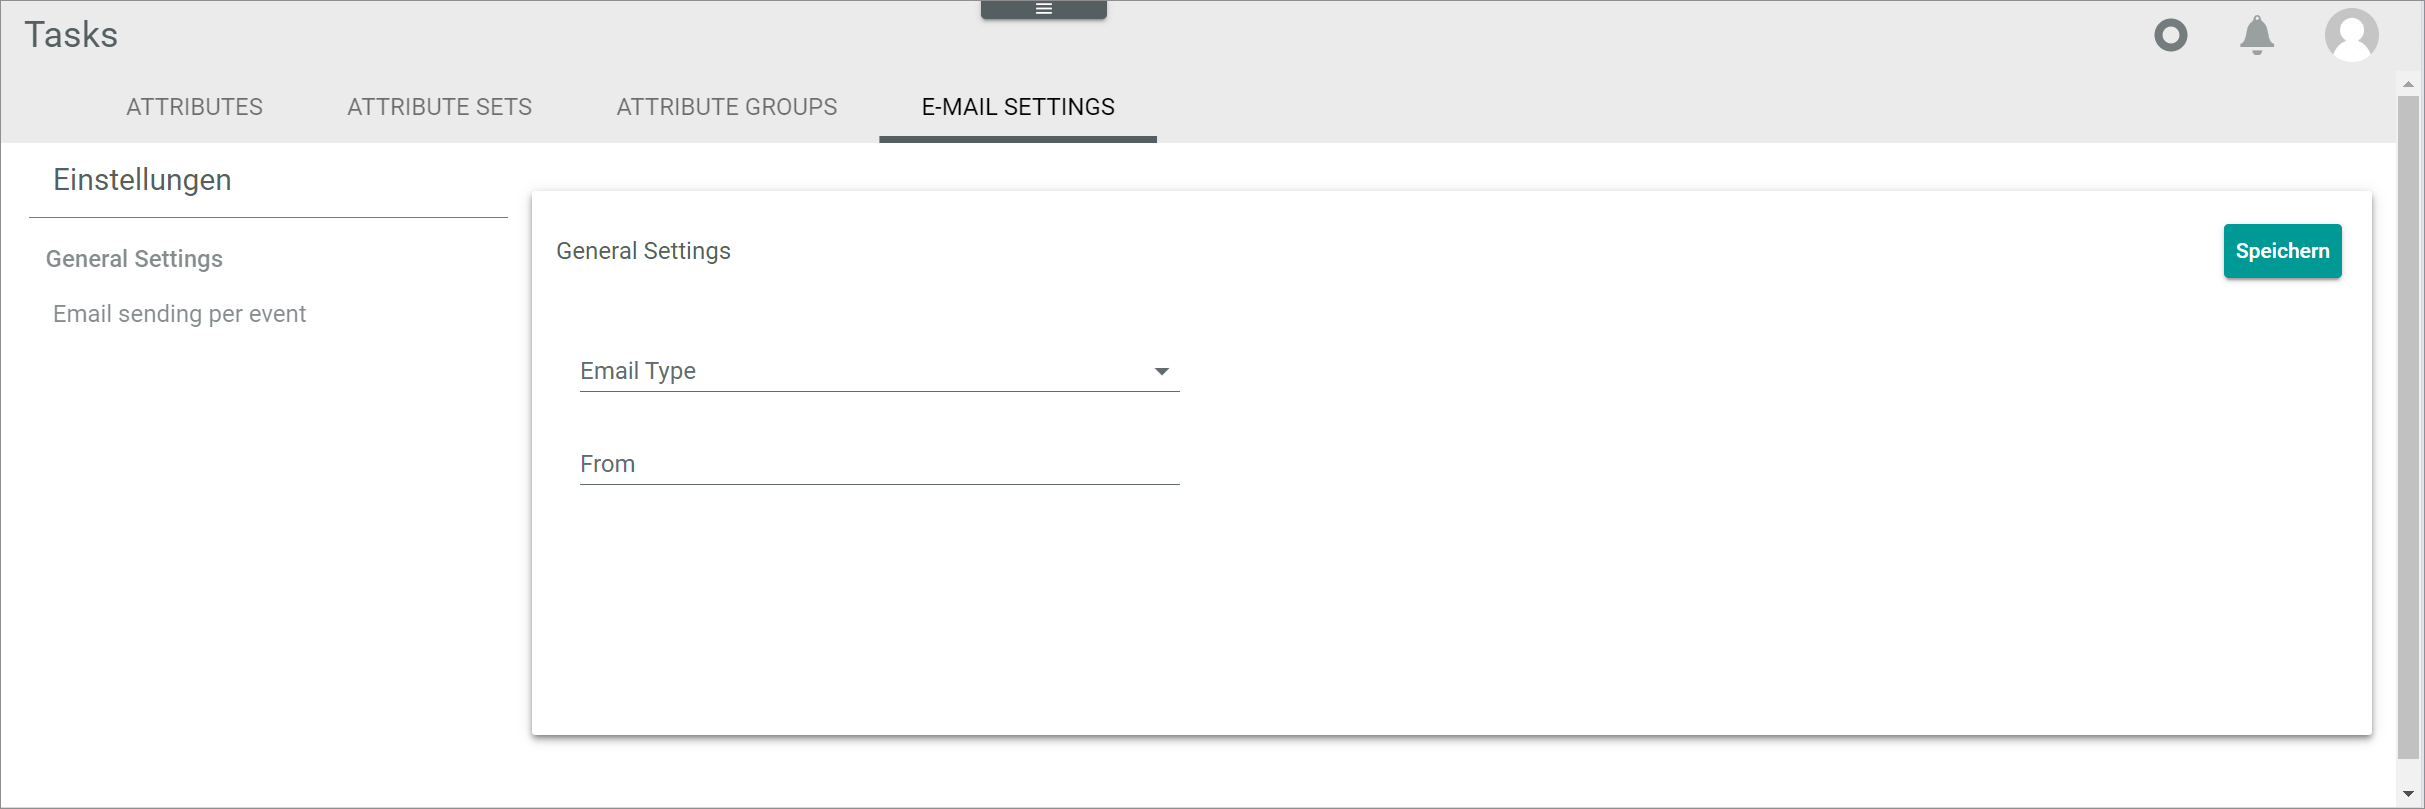 Tasks
ATTRIBUTES ATTRIBUTE SETS ATTRIBUTE GROUPS E-MAIL SETTINGS
Einstellungen
General Settings
Email sending per event
General Settings
Speichern
Email Type
From